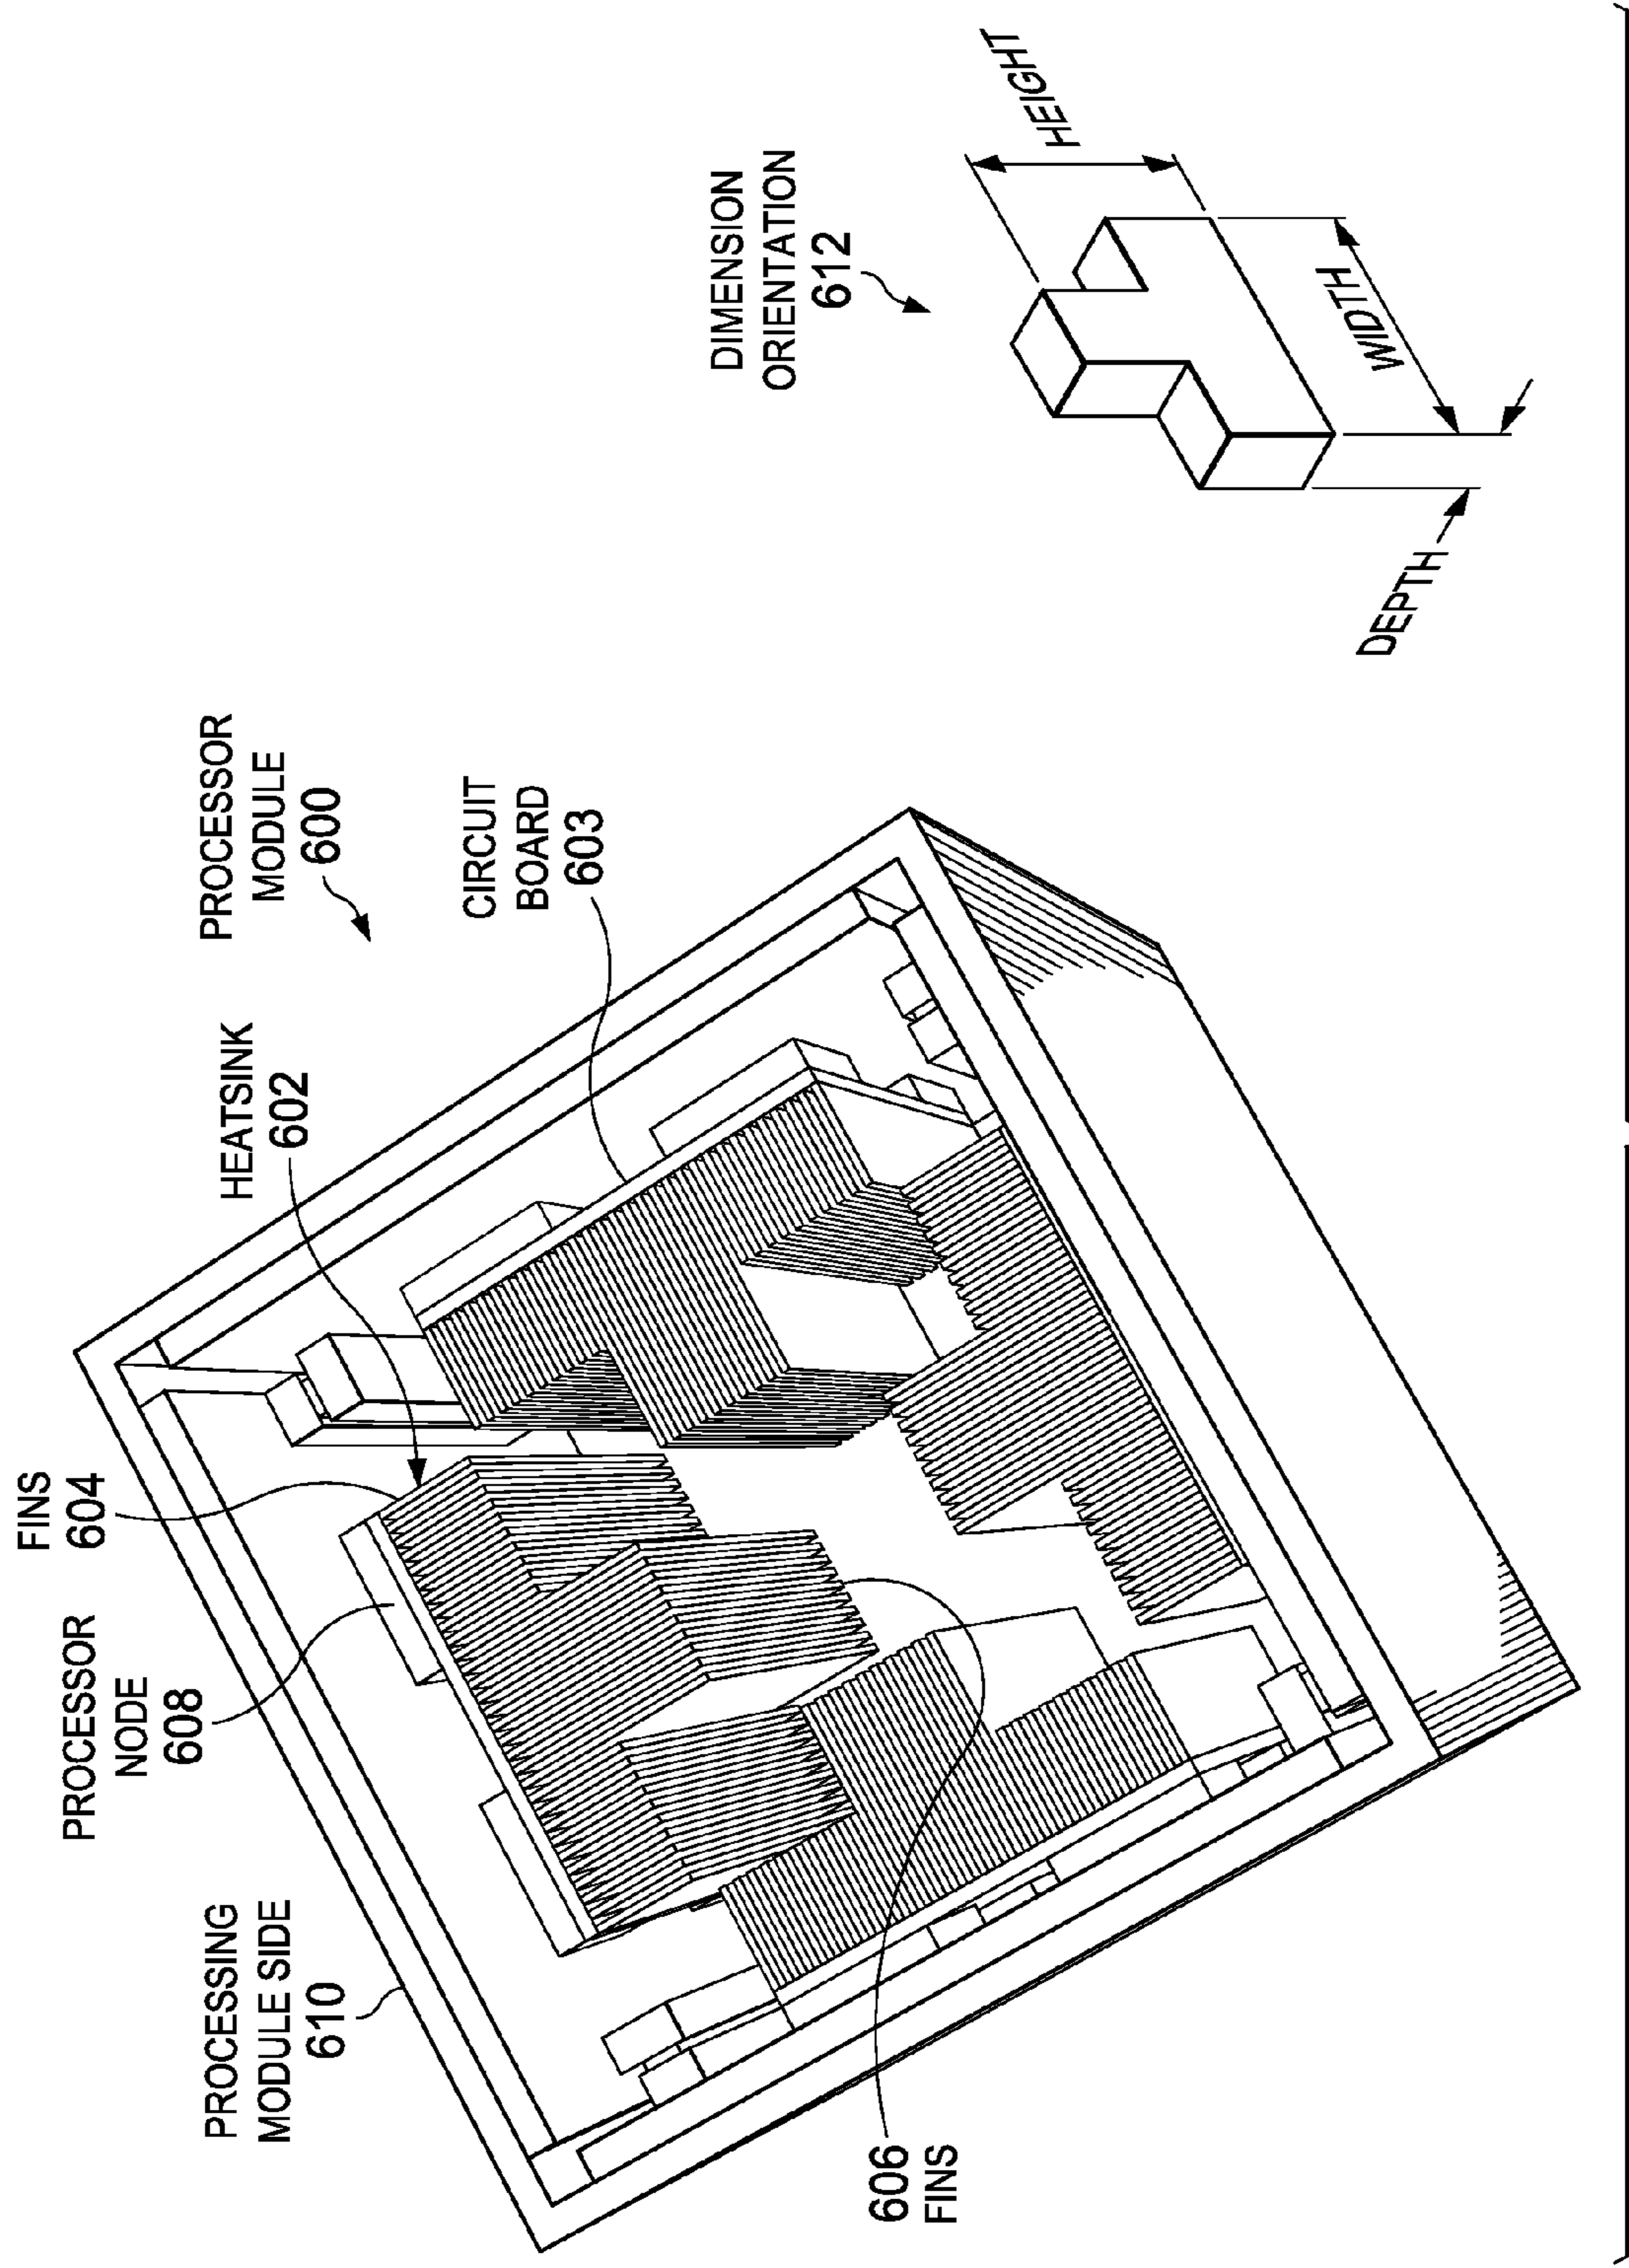 PROCESSING
MODULE SIDE
610
PROCESSOR
NODE
608
FINS
604
HEATSINK
602
PROCESSOR
MODULE
600
CIRCUIT
BOARD
603
606
FINS
DIMENSION
ORIENTATION
612
HEIGHT
WIDTH
DEPTH